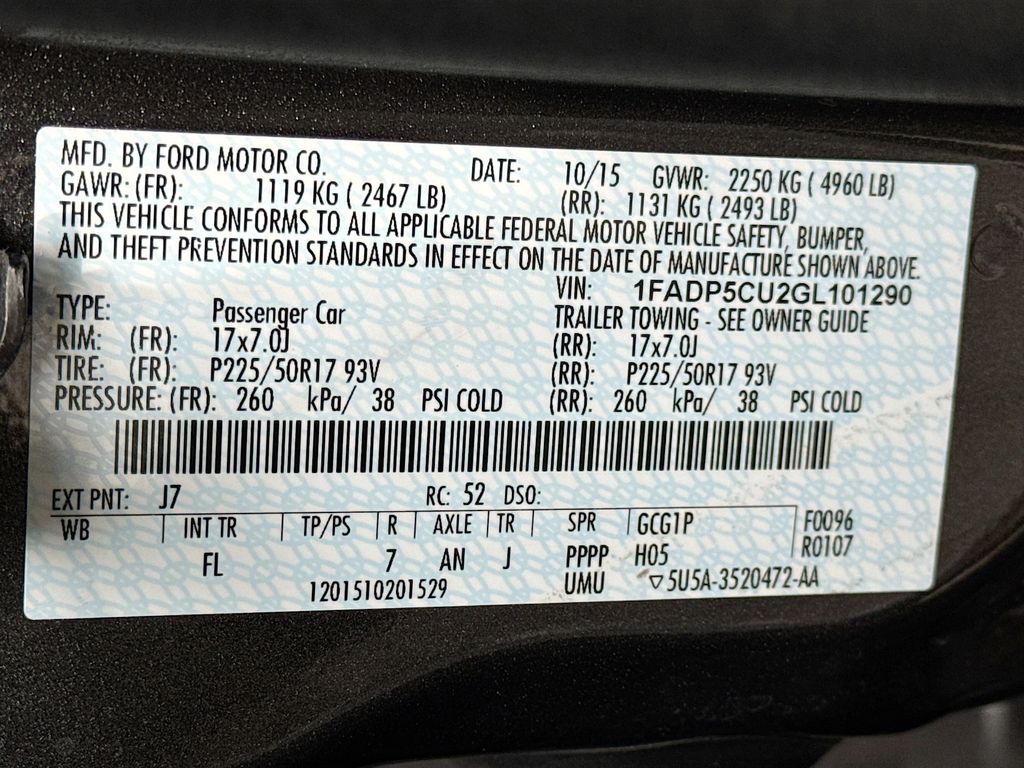 MFD. BY FORD MOTOR CO. DATE: 10/15 GVWR: 2250 KG ( 4960 LB)
GAWR: (FR): 1119 KG ( 2467 LB) (RR): 1131 KG ( 2493 LB)
THIS VEHICLE CONFORMS TO ALL APPLICABLE FEDERAL MOTOR VEHICLE SAFETY, BUMPER,
AND THEFT PREVENTION STANDARDS IN EFFECT ON THE DATE OF MANUFACTURE SHOWN ABOVE.
VIN: 1FADP5CU2GL101290
TYPE: Passenger Car TRAILER TOWING - SEE OWNER GUIDE
RIM: (FR): 17x7.0J (RR): 17x7.0J
TIRE: (FR): P225/50R17 93V (RR): P225/50R17 93V
PRESSURE: (FR): 260 kPa/ 38 PSI COLD (RR): 260 kPa/ 38 PSI COLD
EXT PNT: J7 RC: 52 DSO:
WB INT TR TP/PS R AXLE TR SPR GCG1P F0096
FL 7 AN J PPPP H05 R0107
1201510201529 UMU ▽5U5A-3520472-AA